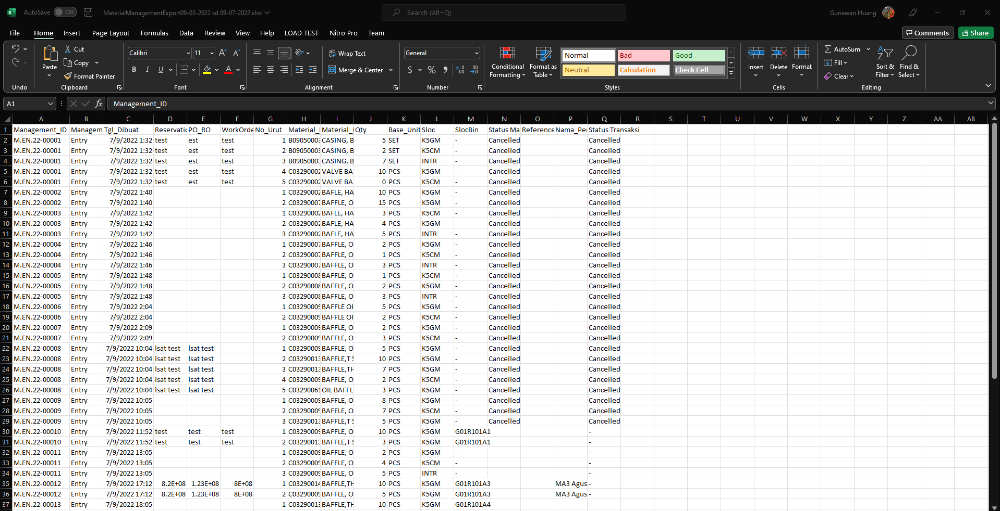 AutoSave Off MaterialManagementExport09-03-2022 sd 09-07-2022.xlsx Search (Alt+Q) Gunawan Huang
File Home Insert Page Layout Formulas Data Review View Help LOAD TEST Nitro Pro Team Comments Share
Paste Cut Copy Format Painter
Calibri 11 B I U A A
Wrap Text Merge & Center
General $ %
Conditional Formatting Format as Table
Normal Bad Good
Neutral Calculation Check Cell
Insert Delete Format
AutoSum Fill Clear Sort & Filter Find & Select
Undo Clipboard Font Alignment Number Styles Cells Editing
A1 fx Management_ID
A B C D E F G H I J K L M N O P Q R S T U V W X Y Z AA AB
1 Management_ID Managem Tgl_Dibuat Reservatio PO_RO WorkOrde No_Urut Material_ Material_ Qty Base_Unit Sloc SlocBin Status Ma Reference Nama_Pe Status Transaksi
2 M.EN.22-00001 Entry 7/9/2022 1:32 test est test 1 B09050003 CASING, B 5 SET K5GM - Cancelled Cancelled
3 M.EN.22-00001 Entry 7/9/2022 1:32 test est test 2 B09050003 CASING, B 2 SET K5CM - Cancelled Cancelled
4 M.EN.22-00001 Entry 7/9/2022 1:32 test est test 3 B09050003 CASING, B 7 SET INTR - Cancelled Cancelled
5 M.EN.22-00001 Entry 7/9/2022 1:32 test est test 4 C03290002 VALVE BA 10 PCS K5GM - Cancelled Cancelled
6 M.EN.22-00001 Entry 7/9/2022 1:32 test est test 5 C03290002 VALVE BA 0 PCS K5CM - Cancelled Cancelled
7 M.EN.22-00002 Entry 7/9/2022 1:40 1 C03290002 BAFLE, HA 10 PCS K5GM - Cancelled Cancelled
8 M.EN.22-00002 Entry 7/9/2022 1:40 2 C03290007 BAFFLE, O 15 PCS K5GM - Cancelled Cancelled
9 M.EN.22-00003 Entry 7/9/2022 1:42 1 C03290002 BAFLE, HA 3 PCS K5CM - Cancelled Cancelled
10 M.EN.22-00003 Entry 7/9/2022 1:42 2 C03290002 BAFLE, HA 4 PCS K5GM - Cancelled Cancelled
11 M.EN.22-00003 Entry 7/9/2022 1:42 3 C03290002 BAFLE, HA 5 PCS INTR - Cancelled Cancelled
12 M.EN.22-00004 Entry 7/9/2022 1:46 1 C03290007 BAFFLE, O 2 PCS K5GM - Cancelled Cancelled
13 M.EN.22-00004 Entry 7/9/2022 1:46 2 C03290007 BAFFLE, O 1 PCS K5CM - Cancelled Cancelled
14 M.EN.22-00004 Entry 7/9/2022 1:46 3 C03290007 BAFFLE, O 3 PCS INTR - Cancelled Cancelled
15 M.EN.22-00005 Entry 7/9/2022 1:48 1 C03290008 BAFFLE, O 1 PCS K5CM - Cancelled Cancelled
16 M.EN.22-00005 Entry 7/9/2022 1:48 2 C03290008 BAFFLE, O 2 PCS K5GM - Cancelled Cancelled
17 M.EN.22-00005 Entry 7/9/2022 1:48 3 C03290008 BAFFLE, O 3 PCS INTR - Cancelled Cancelled
18 M.EN.22-00006 Entry 7/9/2022 2:04 1 C03290009 BAFFLE OI 5 PCS K5GM - Cancelled Cancelled
19 M.EN.22-00006 Entry 7/9/2022 2:04 2 C03290009 BAFFLE OI 2 PCS K5CM - Cancelled Cancelled
20 M.EN.22-00007 Entry 7/9/2022 2:09 1 C03290009 BAFFLE, O 2 PCS K5GM - Cancelled Cancelled
21 M.EN.22-00007 Entry 7/9/2022 2:09 2 C03290009 BAFFLE, O 3 PCS K5CM - Cancelled Cancelled
22 M.EN.22-00008 Entry 7/9/2022 10:04 lsat test lsat test 1 C03290009 BAFFLE, O 5 PCS K5GM - Cancelled Cancelled
23 M.EN.22-00008 Entry 7/9/2022 10:04 lsat test lsat test 2 C03290013 BAFFLE,T 5 10 PCS K5GM - Cancelled Cancelled
24 M.EN.22-00008 Entry 7/9/2022 10:04 lsat test lsat test 3 C03290013 BAFFLE,TH 7 PCS K5GM - Cancelled Cancelled
25 M.EN.22-00008 Entry 7/9/2022 10:04 lsat test lsat test 4 C03290009 BAFFLE, O 2 PCS K5CM - Cancelled Cancelled
26 M.EN.22-00008 Entry 7/9/2022 10:04 lsat test lsat test 5 C03290061 OIL BAFFL 3 PCS K5GM - Cancelled Cancelled
27 M.EN.22-00009 Entry 7/9/2022 10:05 1 C03290009 BAFFLE, O 8 PCS K5GM - Cancelled Cancelled
28 M.EN.22-00009 Entry 7/9/2022 10:05 2 C03290009 BAFFLE, O 7 PCS K5CM - Cancelled Cancelled
29 M.EN.22-00009 Entry 7/9/2022 10:05 3 C03290013 BAFFLE,T 5 5 PCS K5GM - Cancelled Cancelled
30 M.EN.22-00010 Entry 7/9/2022 11:52 test test test 1 C03290009 BAFFLE, O 10 PCS K5GM G01R101A1 -
31 M.EN.22-00010 Entry 7/9/2022 11:52 test test test 2 C03290013 BAFFLE,T 5 3 PCS K5GM G01R101A1 -
32 M.EN.22-00011 Entry 7/9/2022 13:05 1 C03290009 BAFFLE, O 2 PCS K5GM - -
33 M.EN.22-00011 Entry 7/9/2022 13:05 2 C03290009 BAFFLE, O 4 PCS K5CM - -
34 M.EN.22-00011 Entry 7/9/2022 13:05 3 C03290009 BAFFLE, O 5 PCS INTR - -
35 M.EN.22-00012 Entry 7/9/2022 17:12 8.2E+08 1.23E+08 8E+08 1 C03290014 BAFFLE,TH 10 PCS K5GM G01R101A3 MA3 Agus -
36 M.EN.22-00012 Entry 7/9/2022 17:12 8.2E+08 1.23E+08 8E+08 2 C03290009 BAFFLE, O 5 PCS K5GM G01R101A3 MA3 Agus -
37 M.EN.22-00013 Entry 7/9/2022 18:05 1 C03290013 BAFFLE,TH 10 PCS K5GM G01R101A4 -